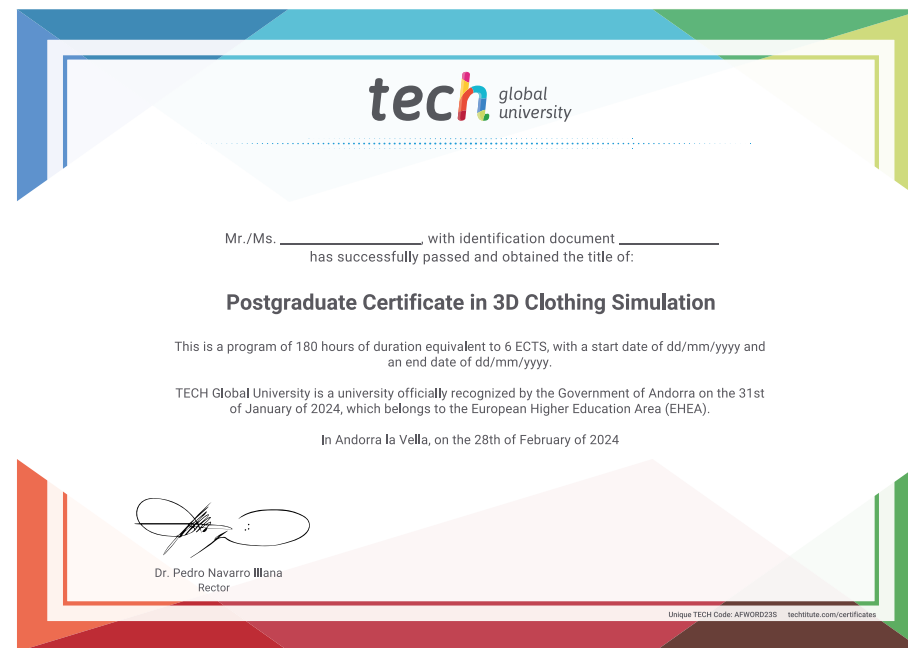 tech global university
Mr./Ms. ____________, with identification document ____________
has successfully passed and obtained the title of:
Postgraduate Certificate in 3D Clothing Simulation
This is a program of 180 hours of duration equivalent to 6 ECTS, with a start date of dd/mm/yyyy and
an end date of dd/mm/yyyy.
TECH Global University is a university officially recognized by the Government of Andorra on the 31st
of January of 2024, which belongs to the European Higher Education Area (EHEA).
In Andorra la Vella, on the 28th of February of 2024
Dr. Pedro Navarro Illana
Rector
Unique TECH Code: AFWORD23S techtitute.com/certificates